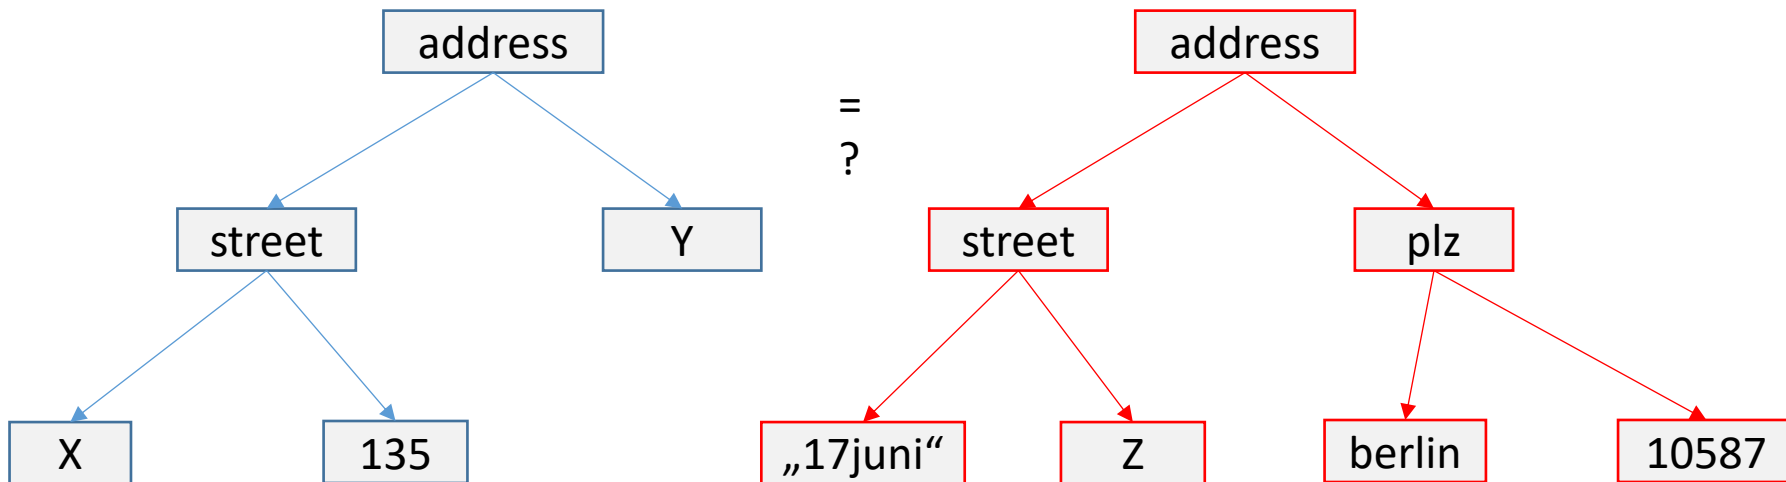 address
address
=
?
street
Y
street
plz
X
135
„17juni“
Z
berlin
10587